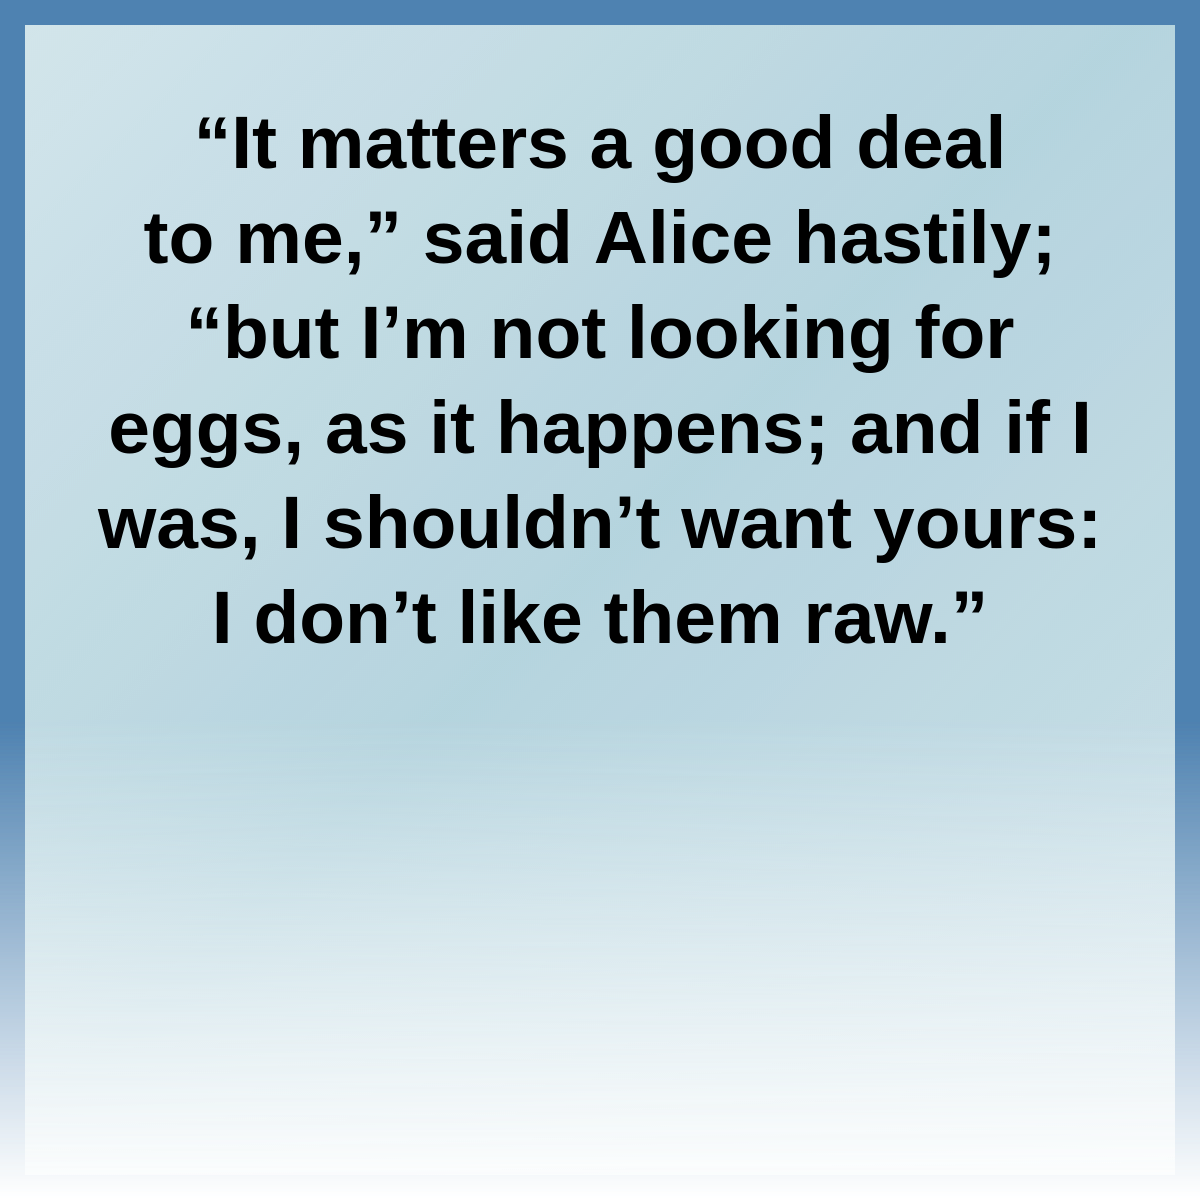 “It matters a good deal
to me,” said Alice hastily;
“but I’m not looking for
eggs, as it happens; and if I
was, I shouldn’t want yours:
I don’t like them raw.”